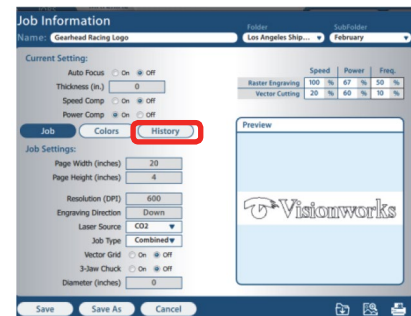 Job Information
Folder SubFolder
Name: Gearhead Racing Logo Los Angeles Ship... February
Current Setting:
Auto Focus On Off
Thickness (in.) 0
Speed Comp On Off
Power Comp On Off
Speed Power Freq.
Raster Engraving 100 % 67 % 50 %
Vector Cutting 20 % 60 % 10 %
Job Colors History
Preview
Job Settings:
Page Width (inches) 20
Page Height (inches) 4
Resolution (DPI) 600
Engraving Direction Down
Laser Source CO2
Job Type Combined
Vector Grid On Off
3-Jaw Chuck On Off
Diameter (inches) 0
Visionworks
Save Save As Cancel